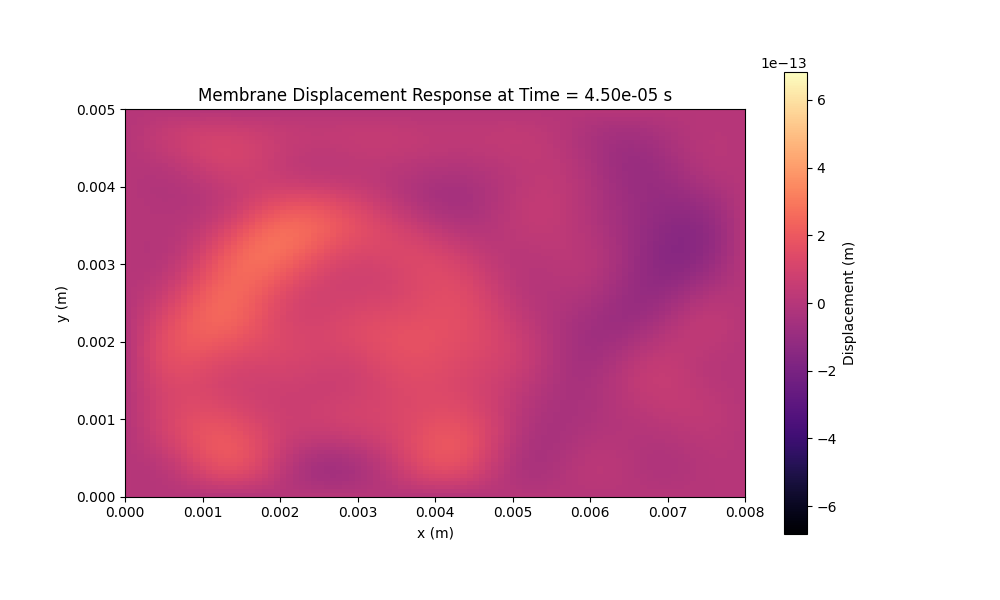 1e−13
Membrane Displacement Response at Time = 4.50e-05 s
0.005
0.004
0.003
0.002
0.001
0.000
y (m)
0.000 0.001 0.002 0.003 0.004 0.005 0.006 0.007 0.008
x (m)
6
4
2
0
−2
−4
−6
Displacement (m)